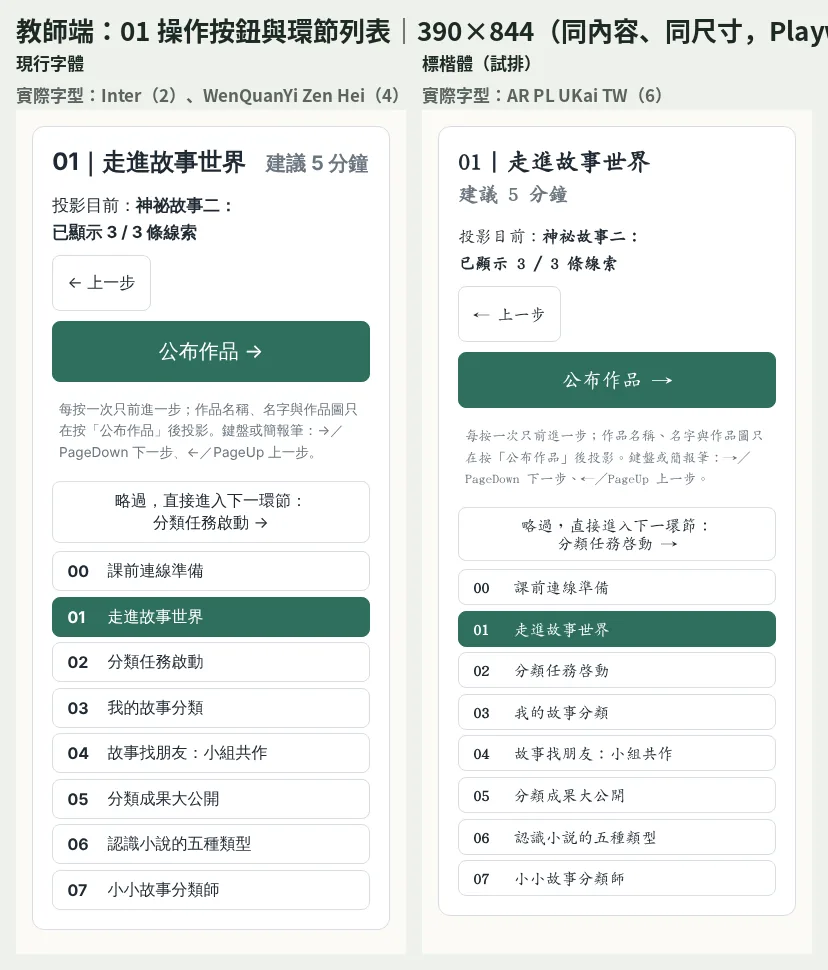 教師端：01 操作按鈕與環節列表｜390×844（同內容、同尺寸，Playw
現行字體
實際字型：Inter（2）、WenQuanYi Zen Hei（4）
01｜走進故事世界 建議 5 分鐘
投影目前：神祕故事二：
已顯示 3 / 3 條線索
← 上一步
公布作品 →
每按一次只前進一步；作品名稱、名字與作品圖只
在按「公布作品」後投影。鍵盤或簡報筆：→／
PageDown 下一步、←／PageUp 上一步。
略過，直接進入下一環節：
分類任務啟動 →
00 課前連線準備
01 走進故事世界
02 分類任務啟動
03 我的故事分類
04 故事找朋友：小組共作
05 分類成果大公開
06 認識小說的五種類型
07 小小故事分類師
標楷體（試排）
實際字型：AR PL UKai TW（6）
01｜走進故事世界
建議 5 分鐘
投影目前：神祕故事二：
已顯示 3 / 3 條線索
← 上一步
公布作品 →
每按一次只前進一步；作品名稱、名字與作品圖只
在按「公布作品」後投影。鍵盤或簡報筆：→／
PageDown 下一步、←／PageUp 上一步。
略過，直接進入下一環節：
分類任務啟動 →
00 課前連線準備
01 走進故事世界
02 分類任務啟動
03 我的故事分類
04 故事找朋友：小組共作
05 分類成果大公開
06 認識小說的五種類型
07 小小故事分類師